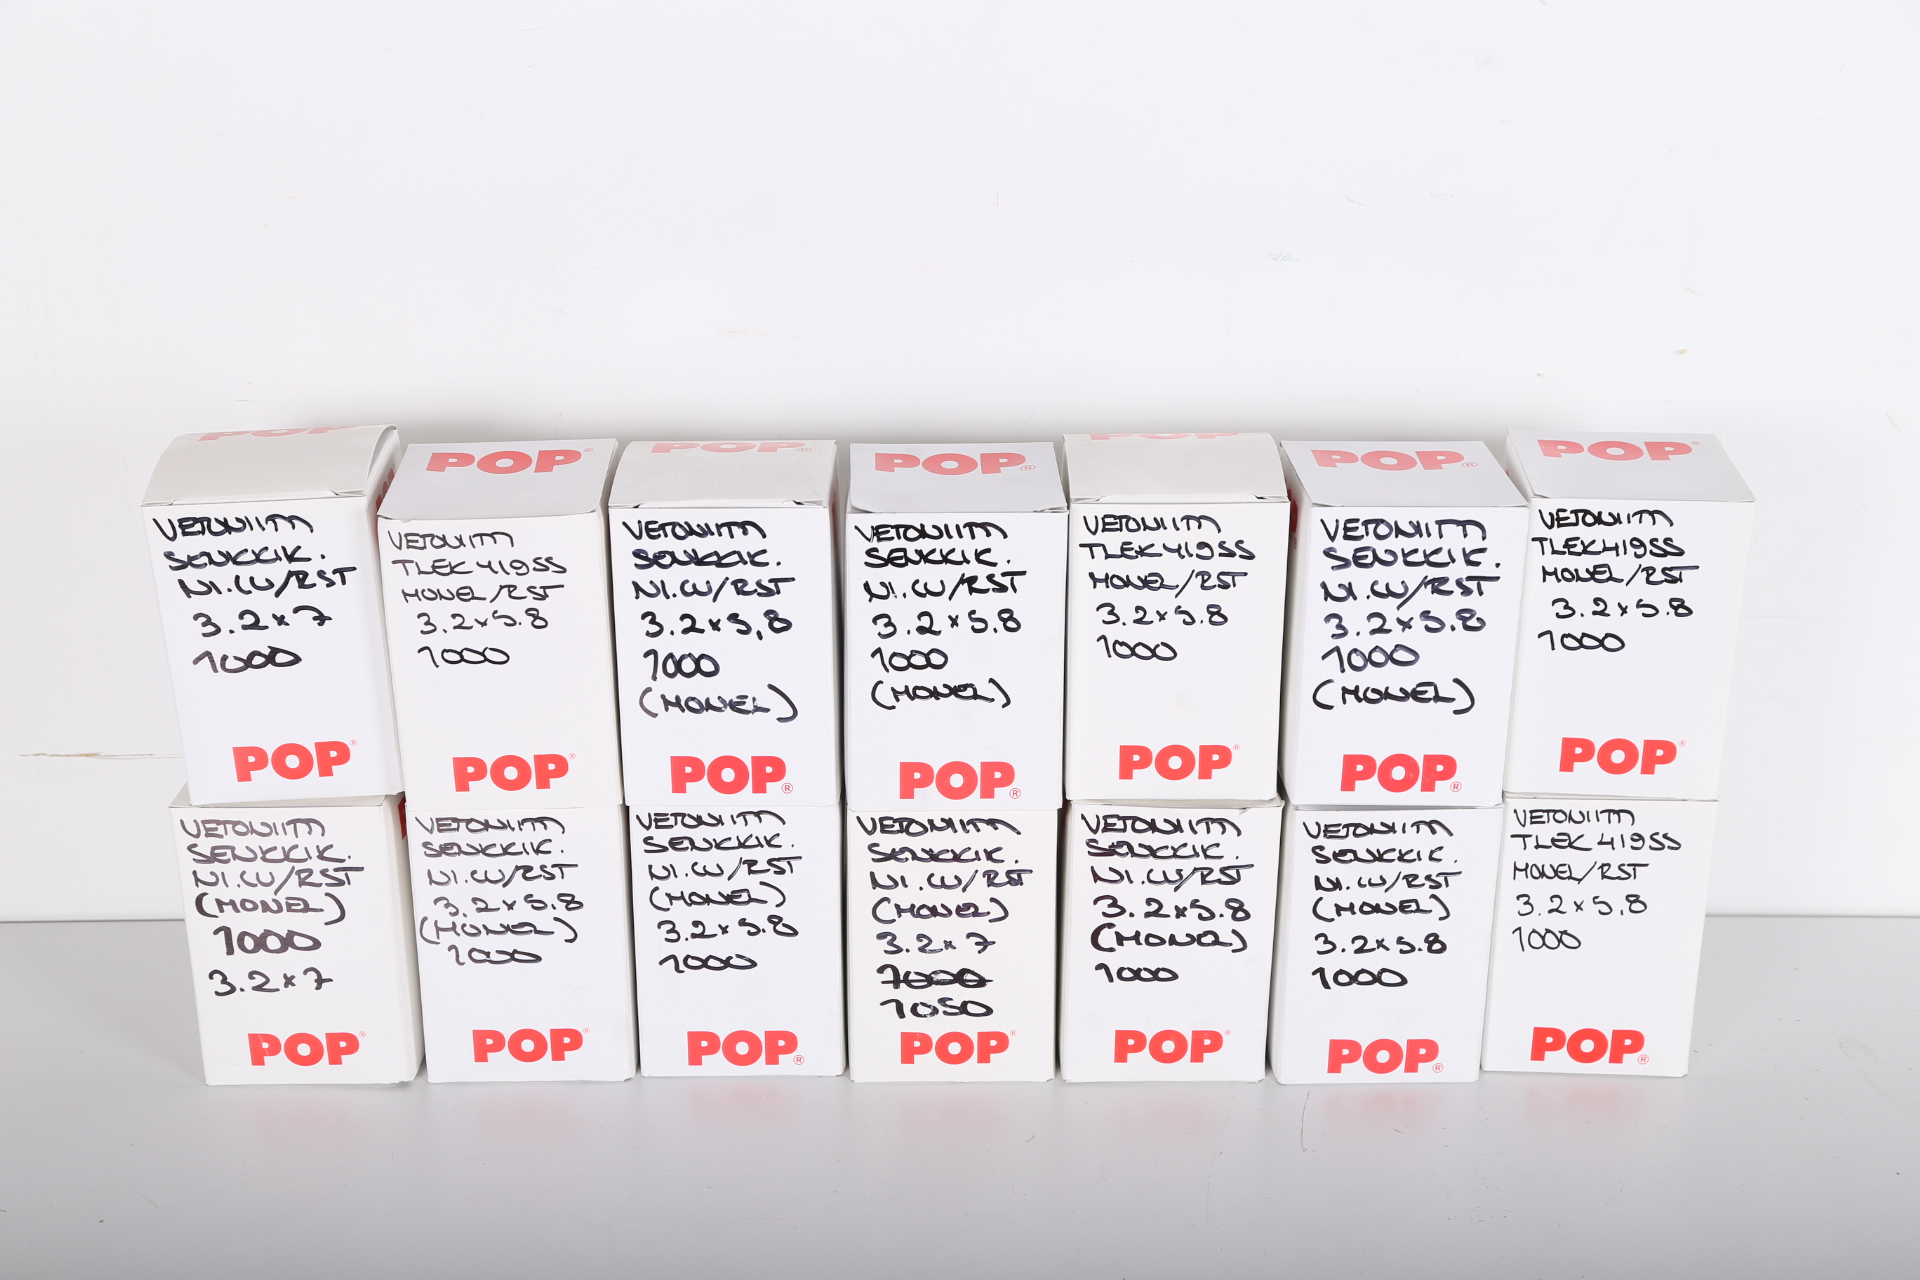 POP
VETONIITTI
SENKKIK.
NI.CU/RST
3.2x7
1000
POP
POP
VETONIITTI
TLEK419SS
MONEL/RST
3.2x5.8
1000
POP
POP
VETONIITTI
SENKKIK.
NI.CU/RST
3.2x5,8
1000
(MONEL)
POP®
POP®
VETONIITTI
SENKKIK.
NI.CU/RST
3.2x5.8
1000
(MONEL)
POP®
POP
VETONIITTI
TLEK419SS
MONEL/RST
3.2x5.8
1000
POP
POP®
VETONIITTI
SENKKIK.
NI.CU/RST
3.2x5.8
1000
(MONEL)
POP®
POP
VETONIITTI
TLEK419SS
MONEL/RST
3.2x5.8
1000
POP
VETONIITTI
SENKKIK.
NI.CU/RST
(MONEL)
1000
3.2x7
POP
VETONIITTI
SENKKIK.
NI.CU/RST
3.2x5.8
(MONEL)
1000
POP
VETONIITTI
SENKKIK.
NI.CU/RST
(MONEL)
3.2x5.8
1000
POP®
VETONIITTI
SENKKIK.
NI.CU/RST
(MONEL)
3.2x7
1000
1050
POP
VETONIITTI
SENKKIK.
NI.CU/RST
3.2x5.8
(MONEL)
1000
POP
VETONIITTI
SENKKIK.
NI.CU/RST
(MONEL)
3.2x5.8
1000
POP®
VETONIITTI
TLEK419SS
MONEL/RST
3.2x5,8
1000
POP®